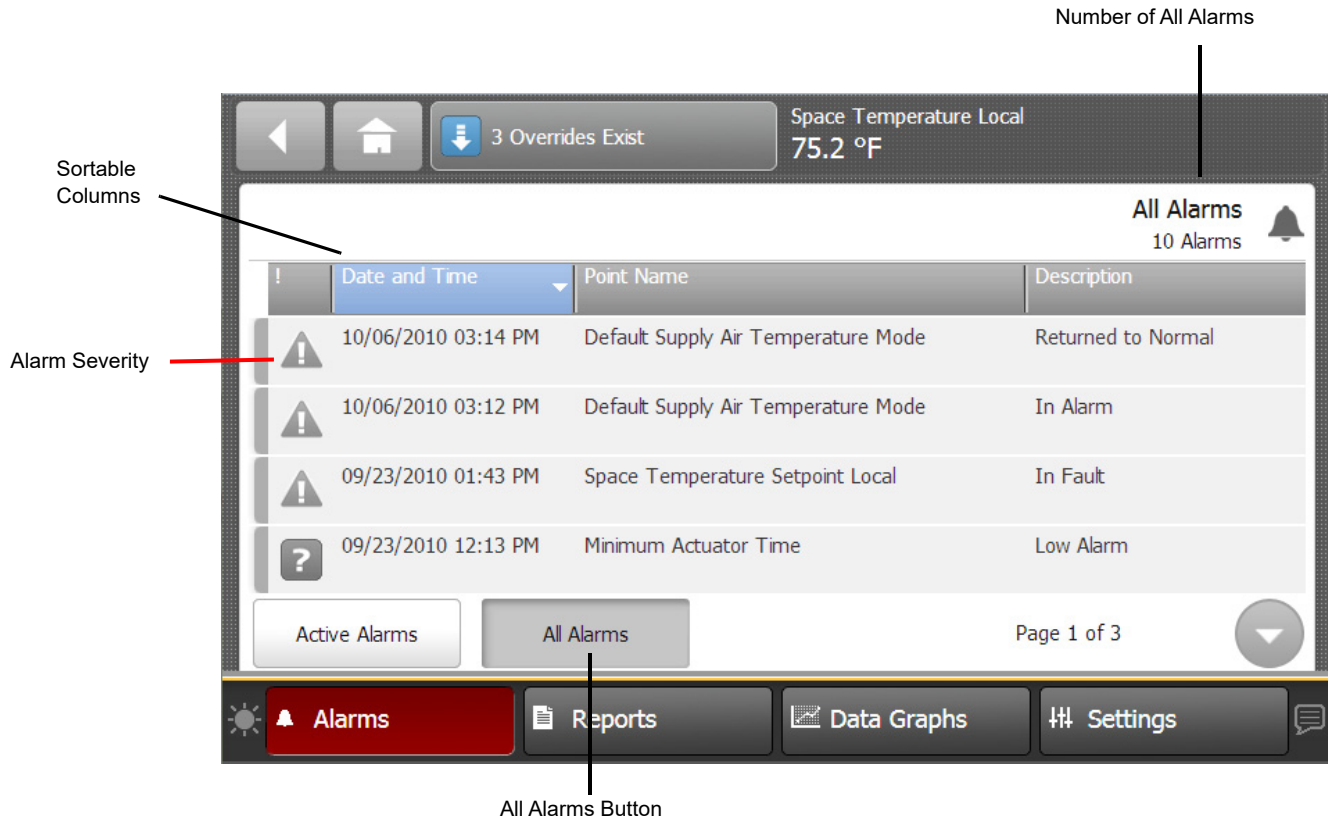 Number of All Alarms
3 Overrides Exist
Space Temperature Local
75.2 °F
Sortable
Columns
All Alarms
10 Alarms
! Date and Time Point Name Description
Alarm Severity
10/06/2010 03:14 PM Default Supply Air Temperature Mode Returned to Normal
10/06/2010 03:12 PM Default Supply Air Temperature Mode In Alarm
09/23/2010 01:43 PM Space Temperature Setpoint Local In Fault
? 09/23/2010 12:13 PM Minimum Actuator Time Low Alarm
Active Alarms All Alarms Page 1 of 3
Alarms Reports Data Graphs Settings
All Alarms Button